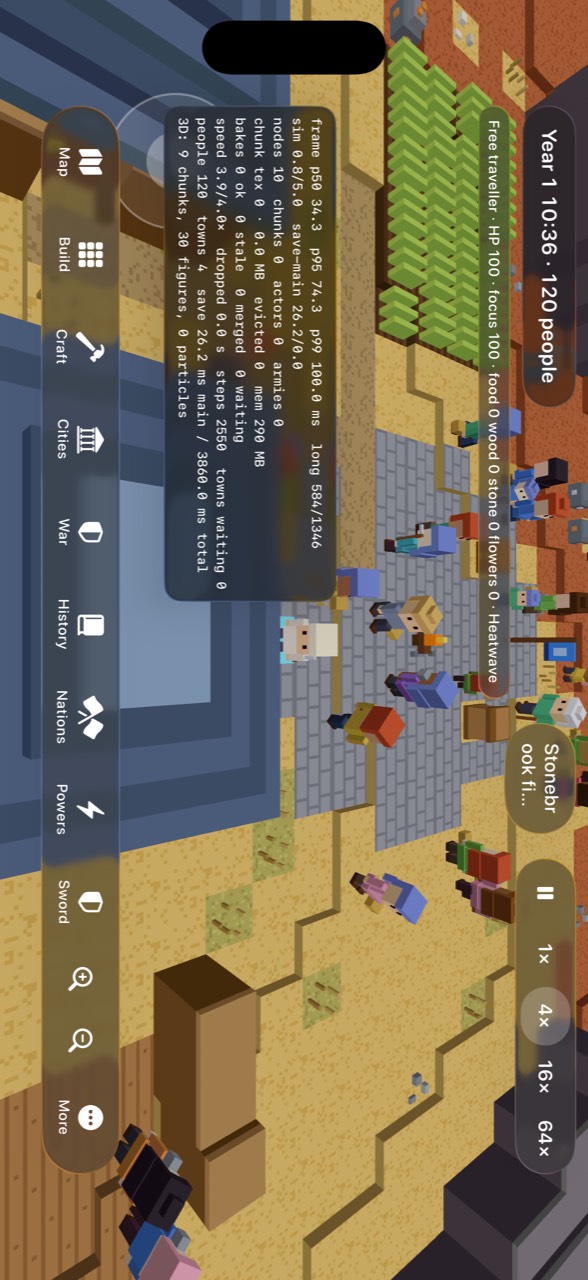 Year 1 10:36 · 120 people
Stonebr
ook fi...
1×
4×
16×
64×
Free traveller · HP 100 · focus 100 · food 0 wood 0 stone 0 flowers 0 · Heatwave
frame p50 34.3 p95 74.3 p99 100.0 ms long 584/1346
sim 0.8/5.0 save-main 26.2/0.0
nodes 10 chunks 0 actors 0 armies 0
chunk tex 0 · 0.0 MB evicted 0 mem 290 MB
bakes 0 ok 0 stale 0 merged 0 waiting
speed 3.9/4.0× dropped 0.0 s steps 2550 towns waiting 0
people 120 towns 4 save 26.2 ms main / 3860.0 ms total
3D: 9 chunks, 30 figures, 0 particles
Map
Build
Craft
Cities
War
History
Nations
Powers
Sword
More